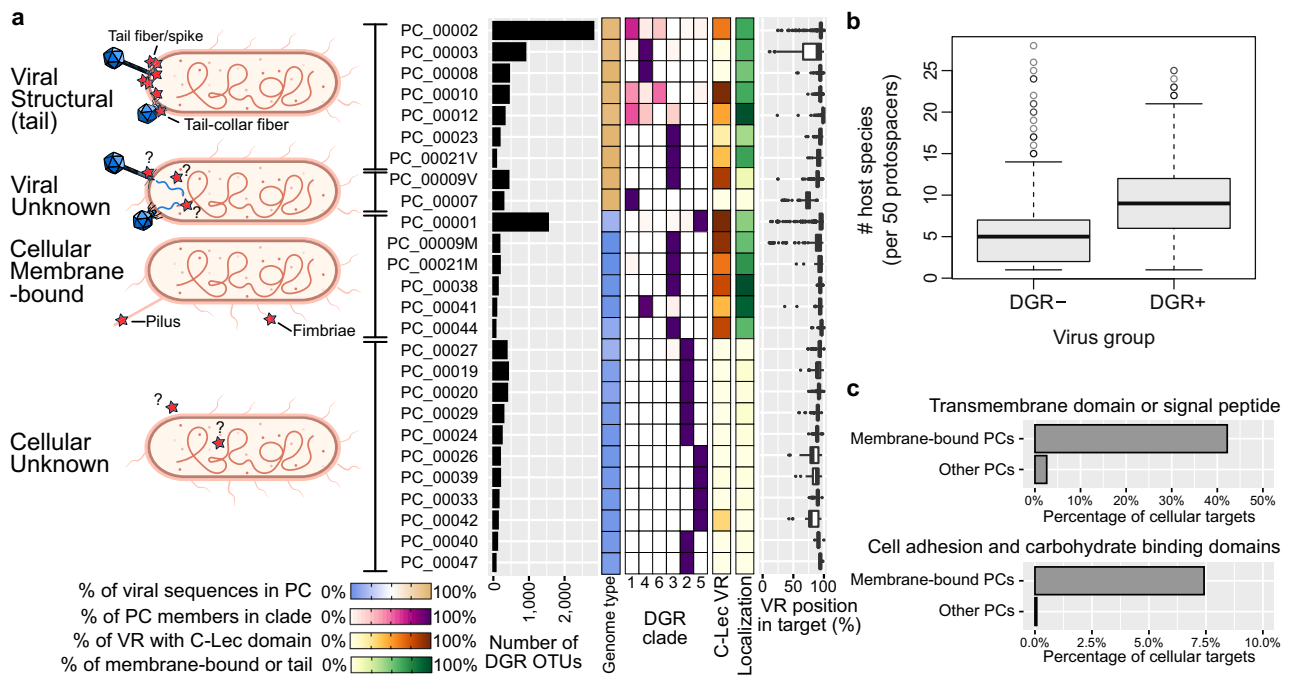 a
Tail fiber/spike
Viral
Structural
(tail)
Tail-collar fiber
?
?
?
Viral
Unknown
Cellular
Membrane
-bound
Pilus
Fimbriae
?
?
Cellular
Unknown
PC_00002
PC_00003
PC_00008
PC_00010
PC_00012
PC_00023
PC_00021V
PC_00009V
PC_00007
PC_00001
PC_00009M
PC_00021M
PC_00038
PC_00041
PC_00044
PC_00027
PC_00019
PC_00020
PC_00029
PC_00024
PC_00026
PC_00039
PC_00033
PC_00042
PC_00040
PC_00047
0
1,000
2,000
Number of
DGR OTUs
Genome type
1 4 6 3 2 5
DGR
clade
C-Lec VR
Localization
0 50 100
VR position
in target (%)
% of viral sequences in PC 0% 100%
% of PC members in clade 0% 100%
% of VR with C-Lec domain 0% 100%
% of membrane-bound or tail 0% 100%
b
# host species
(per 50 protospacers)
25
20
15
10
5
0
DGR− DGR+
Virus group
c
Transmembrane domain or signal peptide
Membrane-bound PCs
Other PCs
0% 10% 20% 30% 40% 50%
Percentage of cellular targets
Cell adhesion and carbohydrate binding domains
Membrane-bound PCs
Other PCs
0.0% 2.5% 5.0% 7.5% 10.0%
Percentage of cellular targets